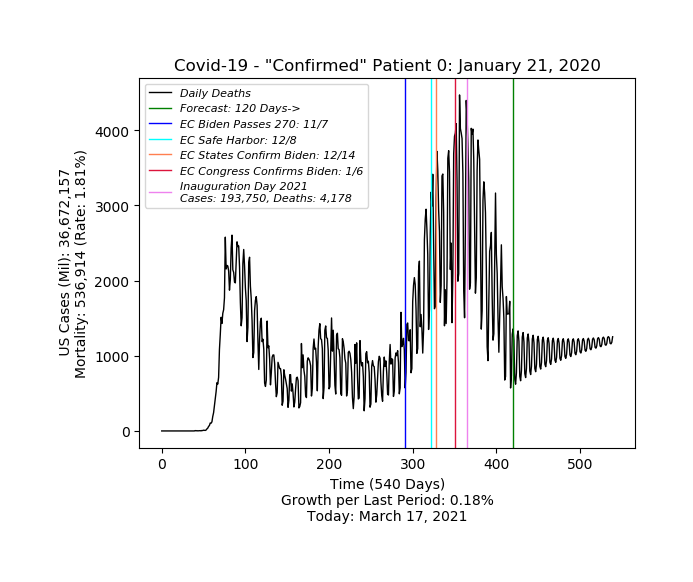 Covid-19 - "Confirmed" Patient 0: January 21, 2020
Daily Deaths
Forecast: 120 Days->
EC Biden Passes 270: 11/7
EC Safe Harbor: 12/8
EC States Confirm Biden: 12/14
EC Congress Confirms Biden: 1/6
Inauguration Day 2021
Cases: 193,750, Deaths: 4,178
US Cases (Mil): 36,672,157
Mortality: 536,914 (Rate: 1.81%)
4000
3000
2000
1000
0
0 100 200 300 400 500
Time (540 Days)
Growth per Last Period: 0.18%
Today: March 17, 2021